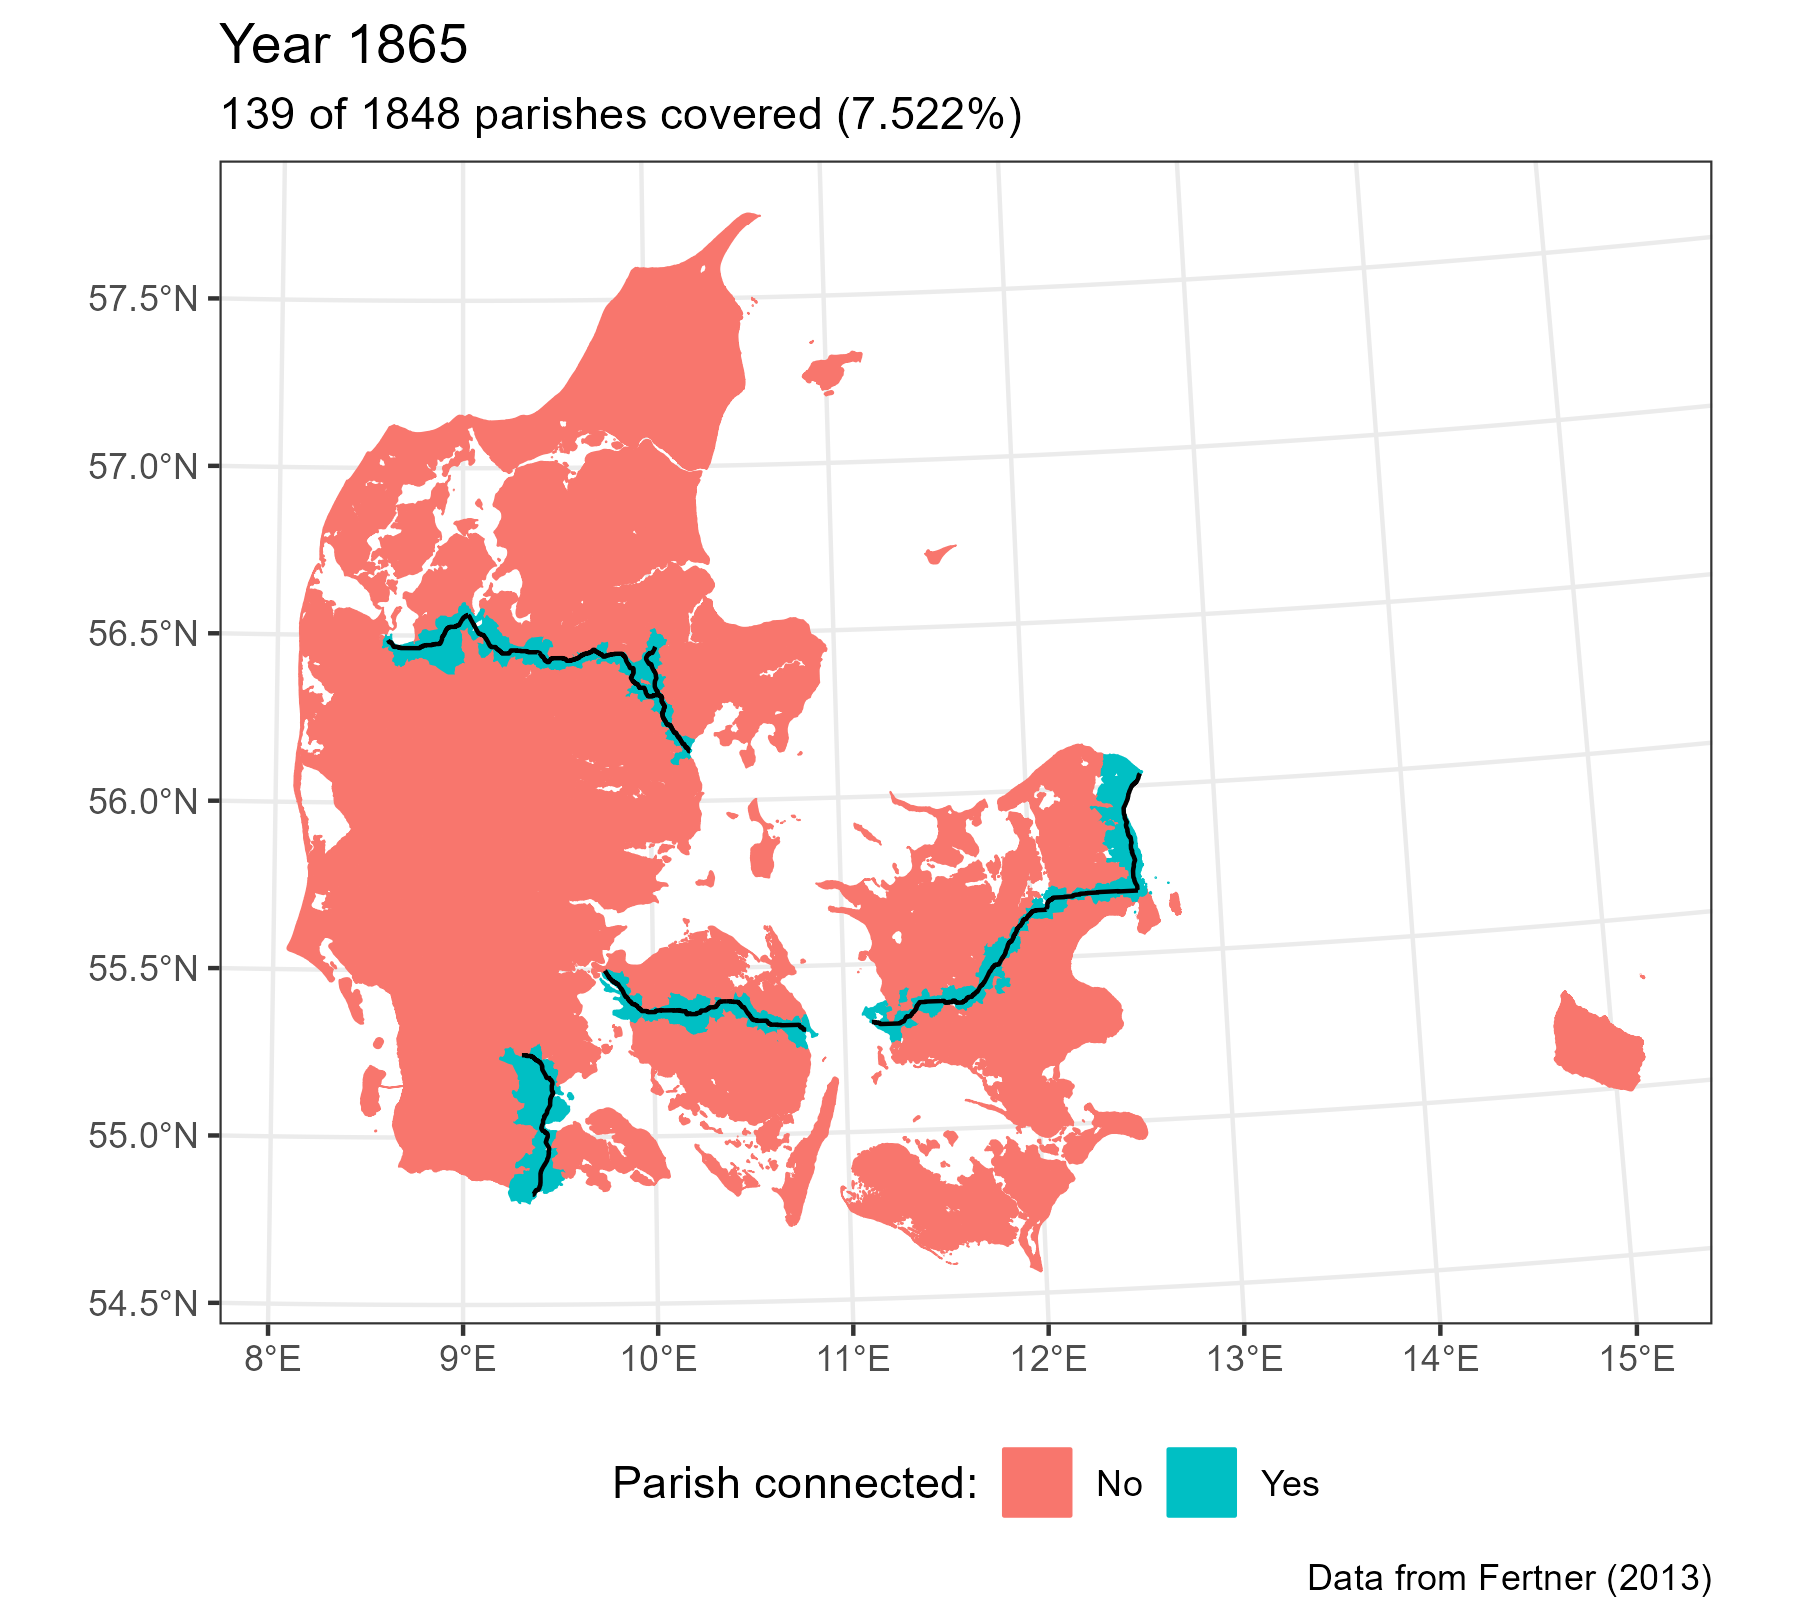 Year 1865
139 of 1848 parishes covered (7.522%)
57.5°N
57.0°N
56.5°N
56.0°N
55.5°N
55.0°N
54.5°N
8°E 9°E 10°E 11°E 12°E 13°E 14°E 15°E
Parish connected: No Yes
Data from Fertner (2013)